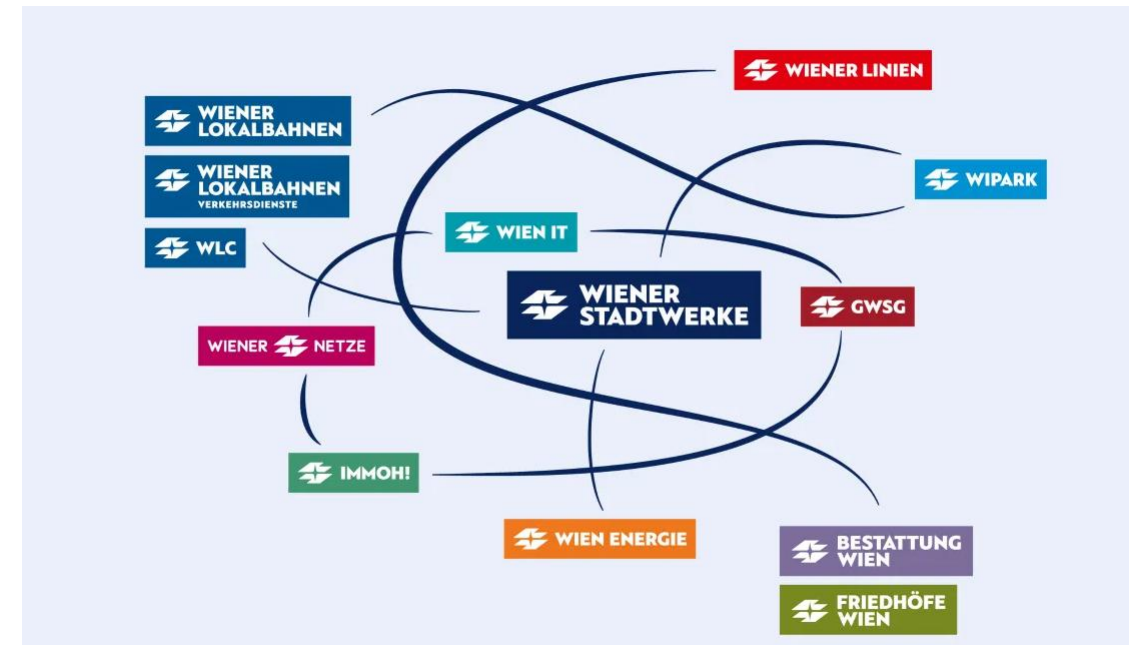 WIENER LINIEN
WIENER
LOKALBAHNEN
WIENER
LOKALBAHNEN
VERKEHRSDIENSTE
WIPARK
WIEN IT
WLC
WIENER
STADTWERKE
GWSG
WIENER NETZE
IMMOH!
WIEN ENERGIE
BESTATTUNG
WIEN
FRIEDHÖFE
WIEN